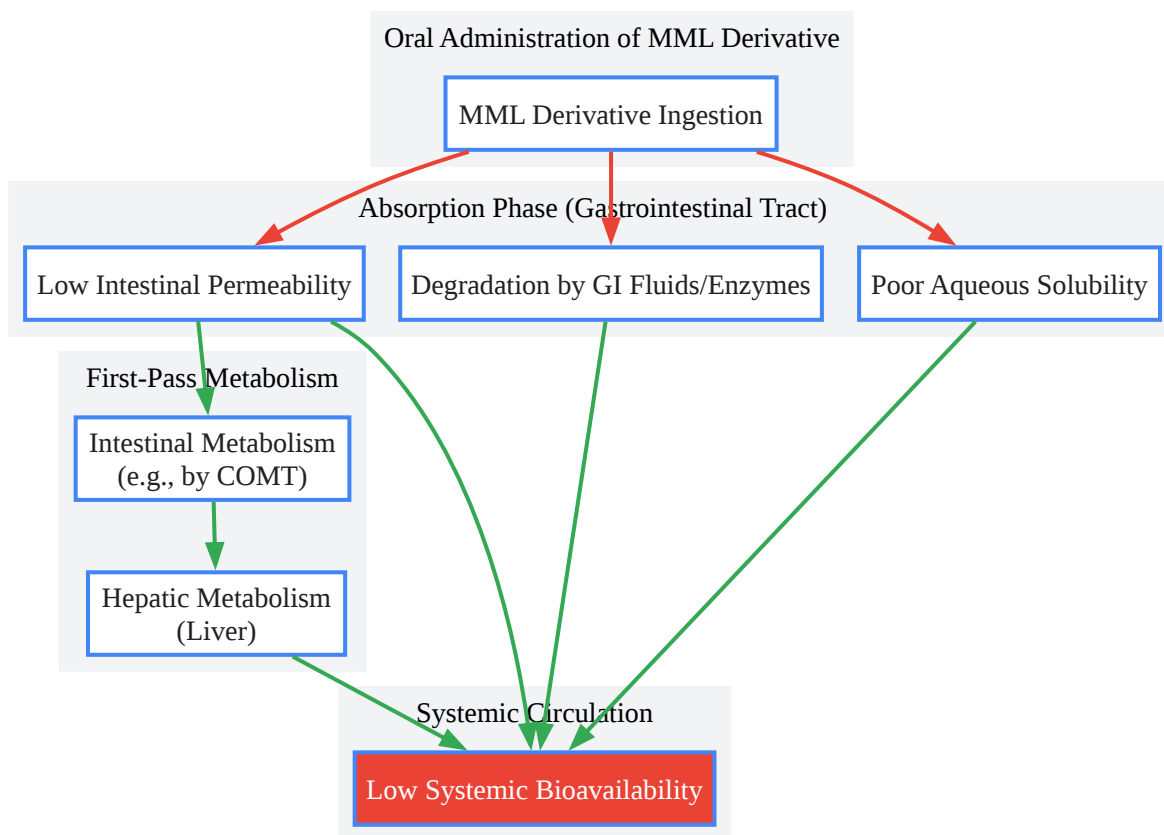 Oral Administration of MML Derivative
MML Derivative Ingestion
Absorption Phase (Gastrointestinal Tract)
Low Intestinal Permeability
Degradation by GI Fluids/Enzymes
Poor Aqueous Solubility
First-Pass Metabolism
Intestinal Metabolism
(e.g., by COMT)
Hepatic Metabolism
(Liver)
Systemic Circulation
Low Systemic Bioavailability